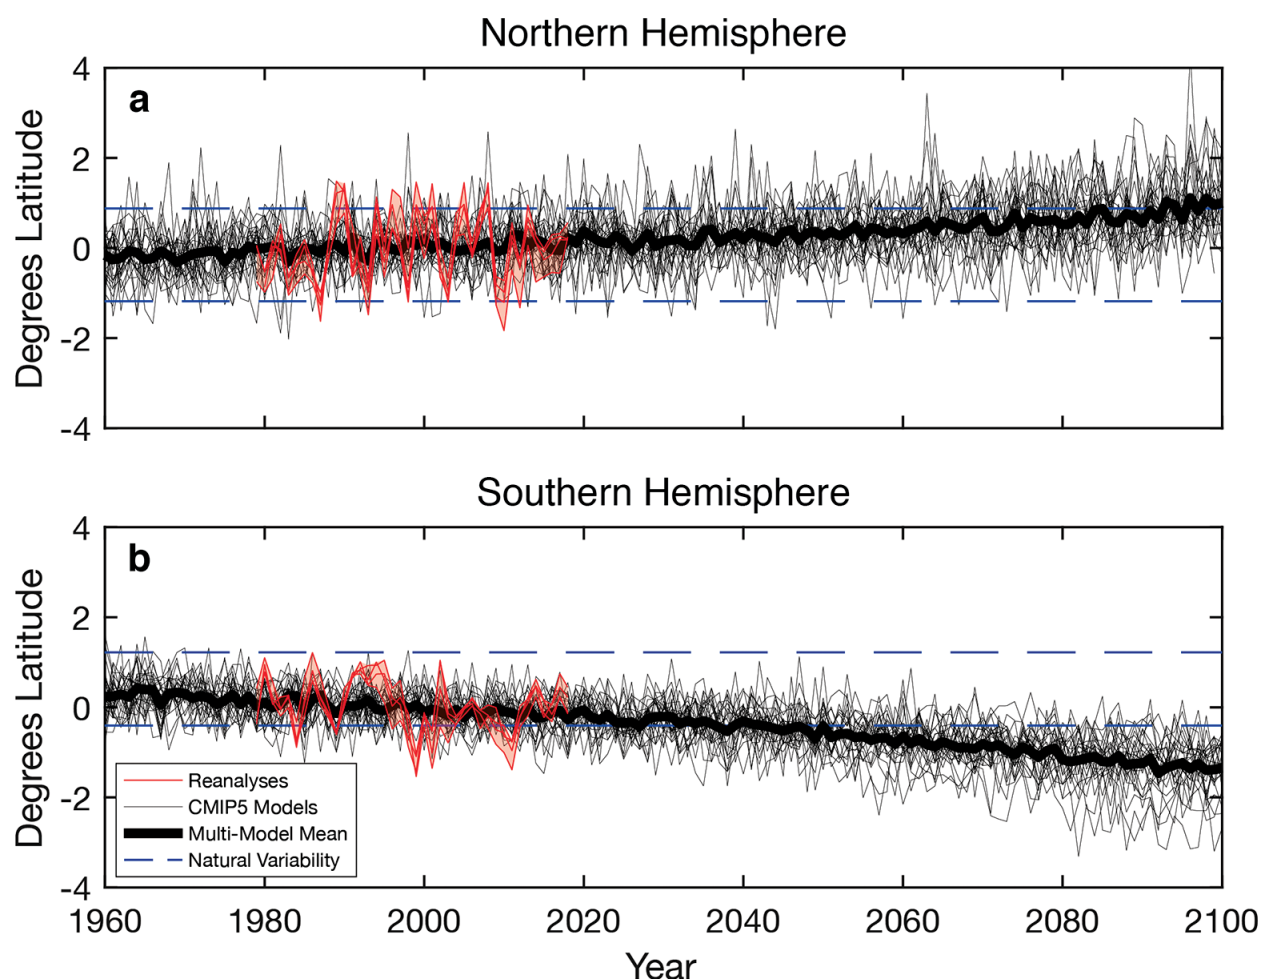 Northern Hemisphere
a
Degrees Latitude
4
2
0
-2
-4
Southern Hemisphere
b
Degrees Latitude
4
2
0
-2
-4
Reanalyses
CMIP5 Models
Multi-Model Mean
Natural Variability
1960 1980 2000 2020 2040 2060 2080 2100
Year